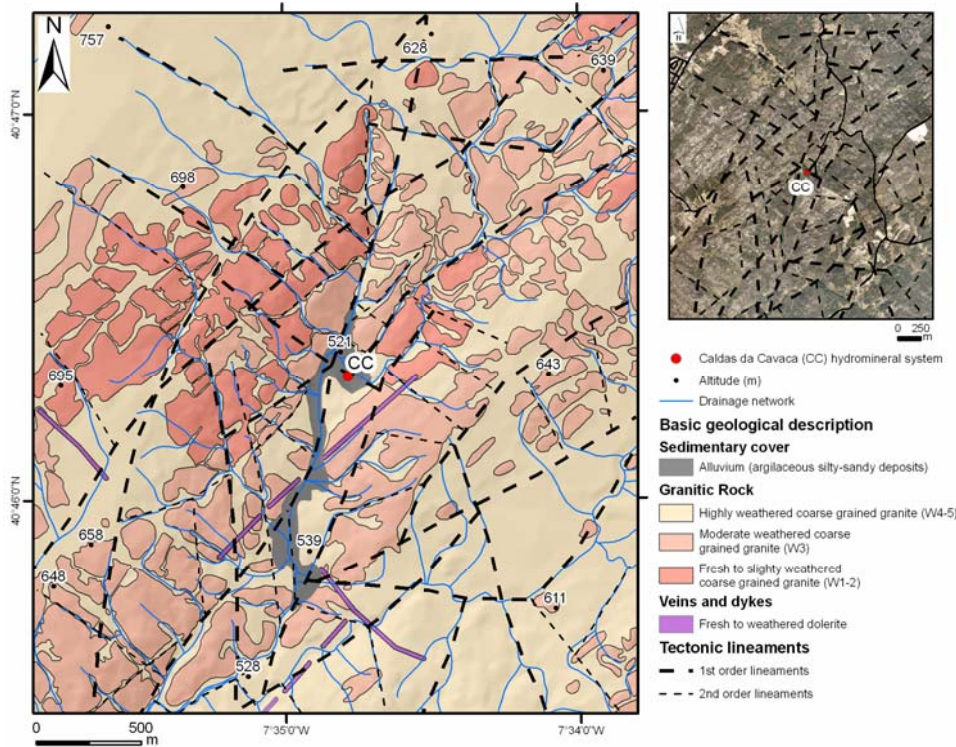 N
757
628
639
40°47'0"N
698
521
CC
643
695
40°46'0"N
539
658
648
611
528
0 500
m
7°35'0"W
7°34'0"W
N
CC
0 250
m
Caldas da Cavaca (CC) hydromineral system
Altitude (m)
Drainage network
Basic geological description
Sedimentary cover
Alluvium (argilaceous silty-sandy deposits)
Granitic Rock
Highly weathered coarse grained granite (W4-5)
Moderate weathered coarse
grained granite (W3)
Fresh to slighty weathered
coarse grained granite (W1-2)
Veins and dykes
Fresh to weathered dolerite
Tectonic lineaments
1st order lineaments
2nd order lineaments